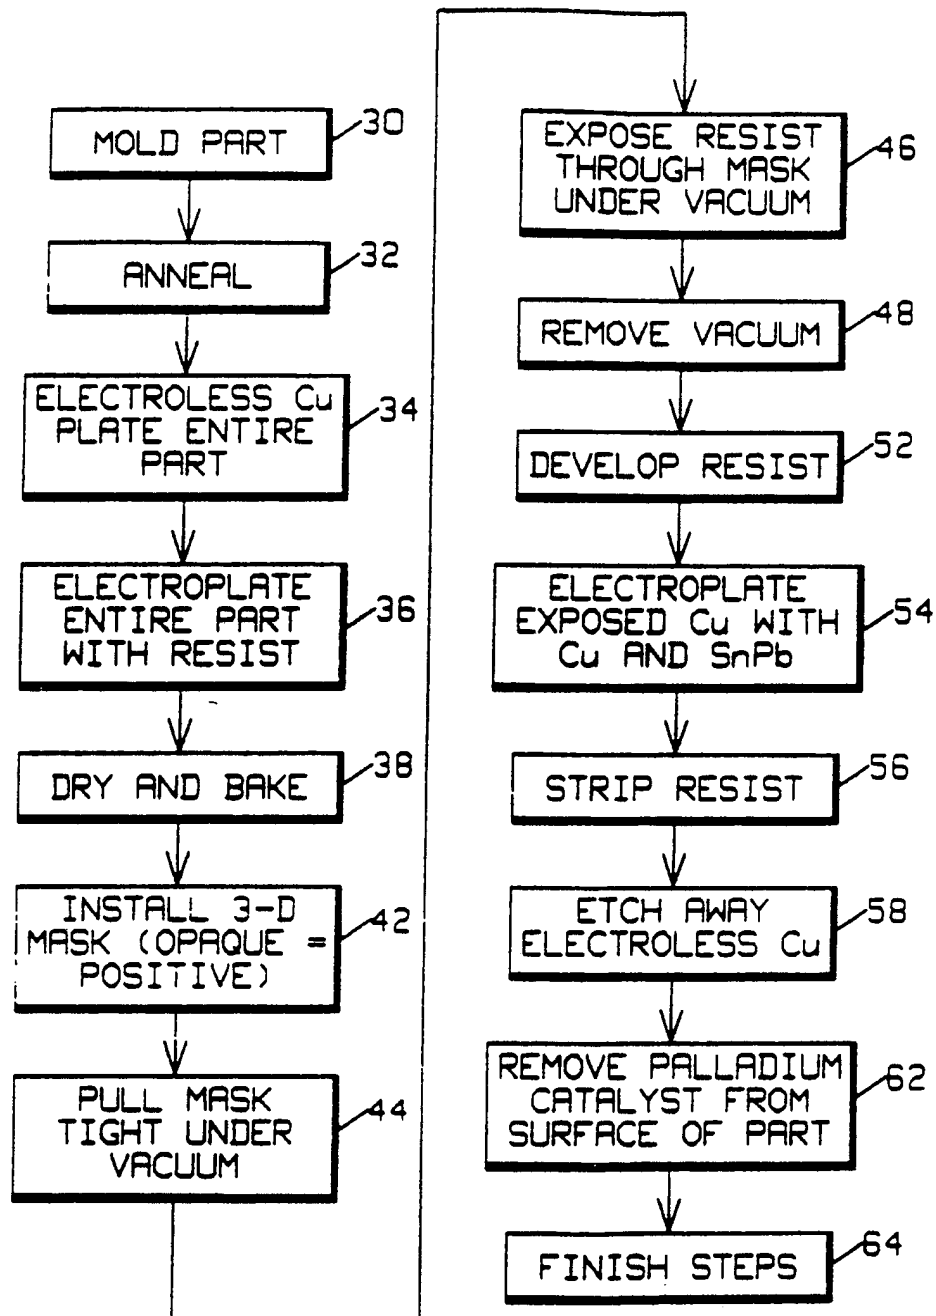 MOLD PART
30
ANNEAL
32
ELECTROLESS Cu
PLATE ENTIRE
PART
34
ELECTROPLATE
ENTIRE PART
WITH RESIST
36
DRY AND BAKE
38
INSTALL 3-D
MASK (OPAQUE =
POSITIVE)
42
PULL MASK
TIGHT UNDER
VACUUM
44
EXPOSE RESIST
THROUGH MASK
UNDER VACUUM
46
REMOVE VACUUM
48
DEVELOP RESIST
52
ELECTROPLATE
EXPOSED Cu WITH
Cu AND SnPb
54
STRIP RESIST
56
ETCH AWAY
ELECTROLESS Cu
58
REMOVE PALLADIUM
CATALYST FROM
SURFACE OF PART
62
FINISH STEPS
64